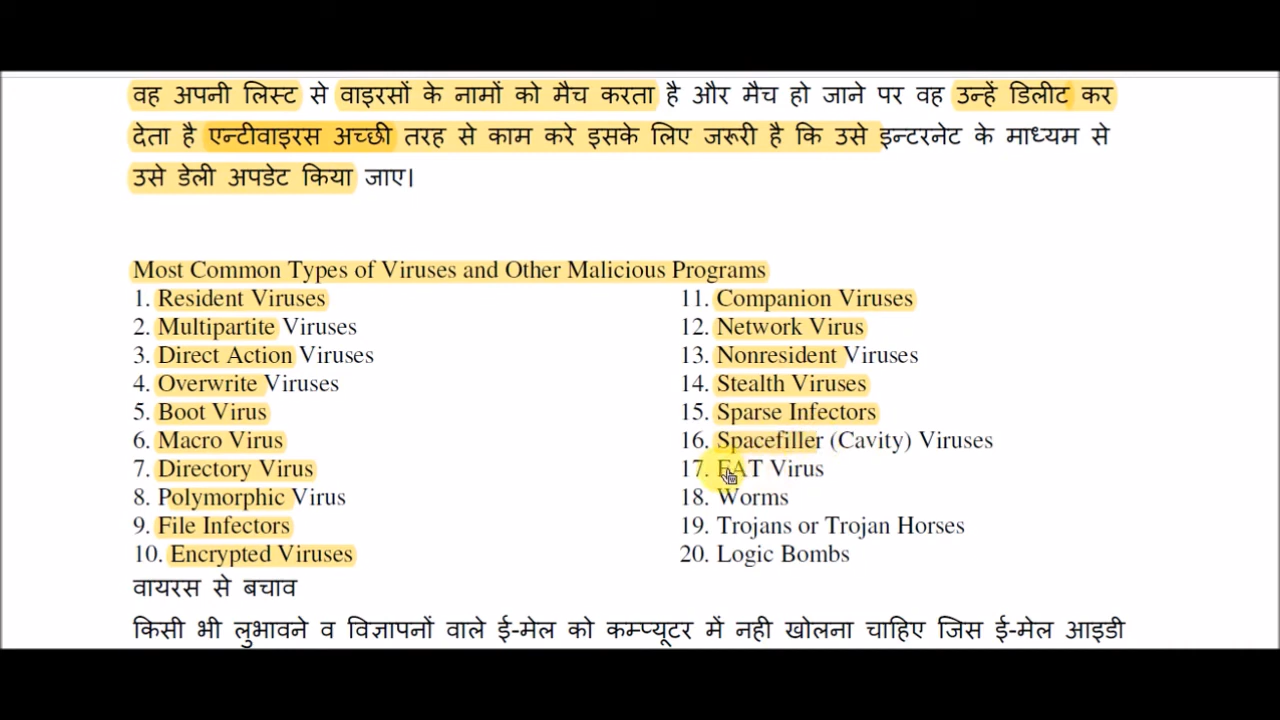 वह अपनी लिस्ट से वाइरसों के नामों को मैच करता है और मैच हो जाने पर वह उन्हें डिलीट कर
देता है एन्टीवाइरस अच्छी तरह से काम करे इसके लिए जरूरी है कि उसे इन्टरनेट के माध्यम से
उसे डेली अपडेट किया जाए।
Most Common Types of Viruses and Other Malicious Programs
1. Resident Viruses
2. Multipartite Viruses
3. Direct Action Viruses
4. Overwrite Viruses
5. Boot Virus
6. Macro Virus
7. Directory Virus
8. Polymorphic Virus
9. File Infectors
10. Encrypted Viruses
11. Companion Viruses
12. Network Virus
13. Nonresident Viruses
14. Stealth Viruses
15. Sparse Infectors
16. Spacefiller (Cavity) Viruses
17. FAT Virus
18. Worms
19. Trojans or Trojan Horses
20. Logic Bombs
वायरस से बचाव
किसी भी लुभावने व विज्ञापनों वाले ई-मेल को कम्प्यूटर में नही खोलना चाहिए जिस ई-मेल आइडी